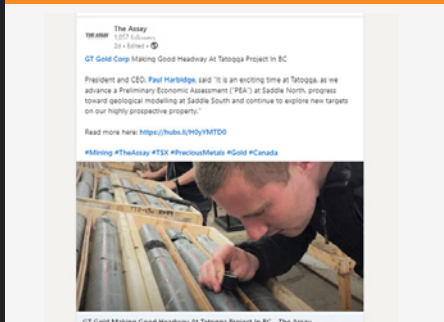 The Assay
THE ASSAY
1,057 followers
2d • Edited •
GT Gold Corp Making Good Headway At Tatogga Project In BC
President and CEO, Paul Harbidge, said "It is an exciting time at Tatogga, as we
advance a Preliminary Economic Assessment ("PEA") at Saddle North, progress
toward geological modelling at Saddle South and continue to explore new targets
on our highly prospective property."
Read more here: https://hubs.li/H0yYMTD0
#Mining #TheAssay #TSX #PreciousMetals #Gold #Canada
GT Gold Making Good Headway At Tatogga Project In BC - The Assay